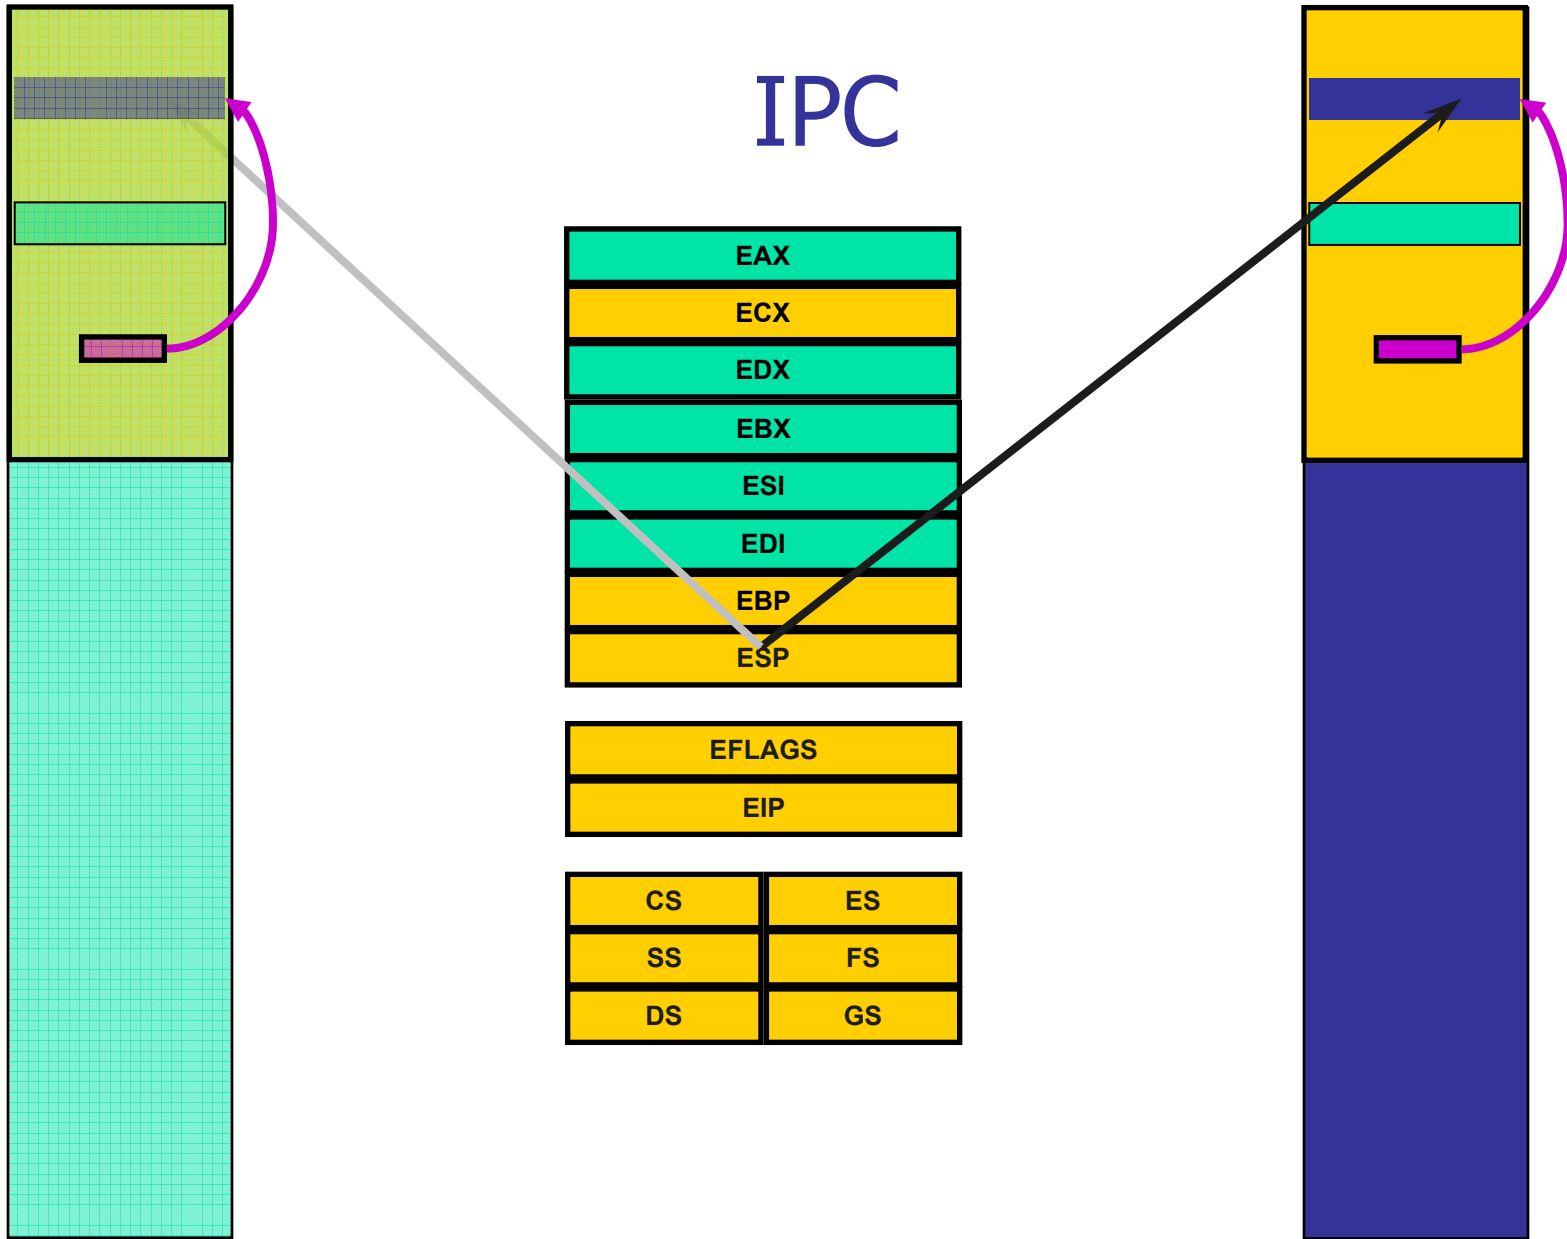 IPC
EAX
ECX
EDX
EBX
ESI
EDI
EBP
ESP
EFLAGS
EIP
CS ES
SS FS
DS GS